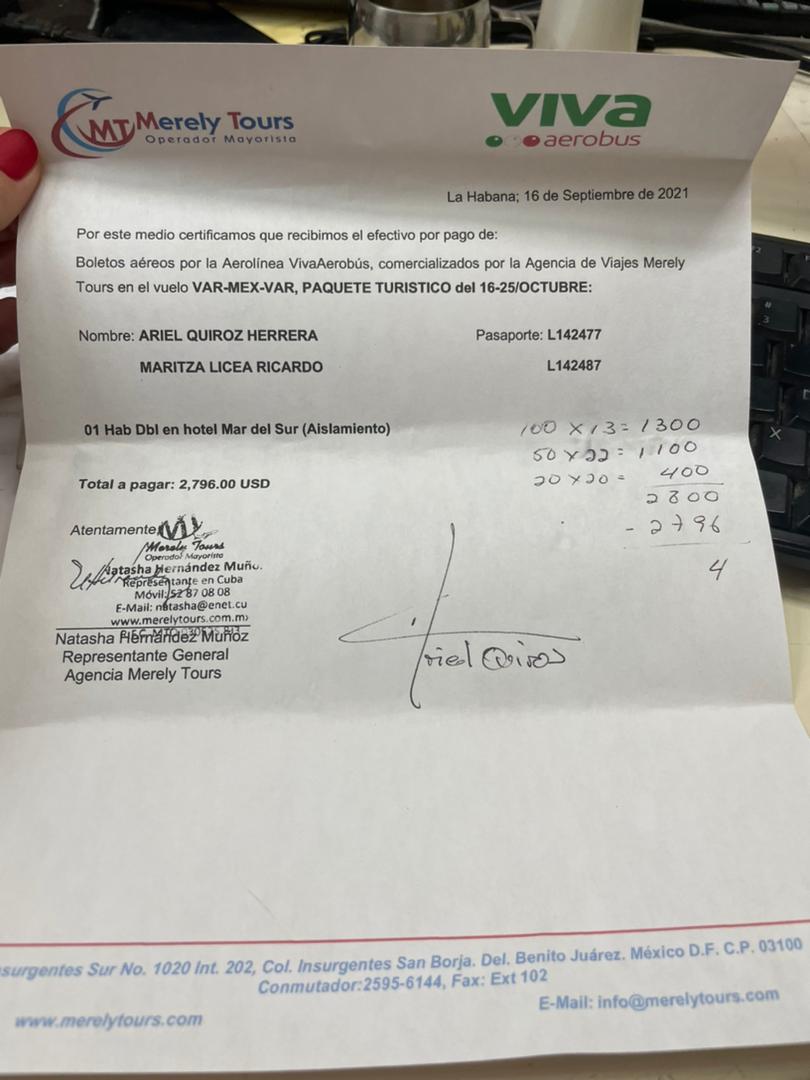 MT Merely Tours
Operador Mayorista
VIVA
aerobus
La Habana; 16 de Septiembre de 2021
Por este medio certificamos que recibimos el efectivo por pago de:
Boletos aéreos por la Aerolínea VivaAerobús, comercializados por la Agencia de Viajes Merely
Tours en el vuelo VAR-MEX-VAR, PAQUETE TURISTICO del 16-25/OCTUBRE:
Nombre: ARIEL QUIROZ HERRERA Pasaporte: L142477
MARITZA LICEA RICARDO L142487
01 Hab Dbl en hotel Mar del Sur (Aislamiento)
100 x 13 = 1300
50 x 22 = 1100
20 x 20 = 400
2800
- 2796
4
Total a pagar: 2,796.00 USD
Atentamente
Merely Tours
Operador Mayorista
Natasha Hernández Muño.
Representante en Cuba
Móvil: 52 87 08 08
E-Mail: natasha@enet.cu
www.merelytours.com.m
Natasha Hernández Muñoz
Representante General
Agencia Merely Tours
Ariel Quiroz
surgentes Sur No. 1020 Int. 202, Col. Insurgentes San Borja. Del. Benito Juárez. México D.F. C.P. 03100
Conmutador:2595-6144, Fax: Ext 102
www.merelytours.com E-Mail: info@merelytours.com